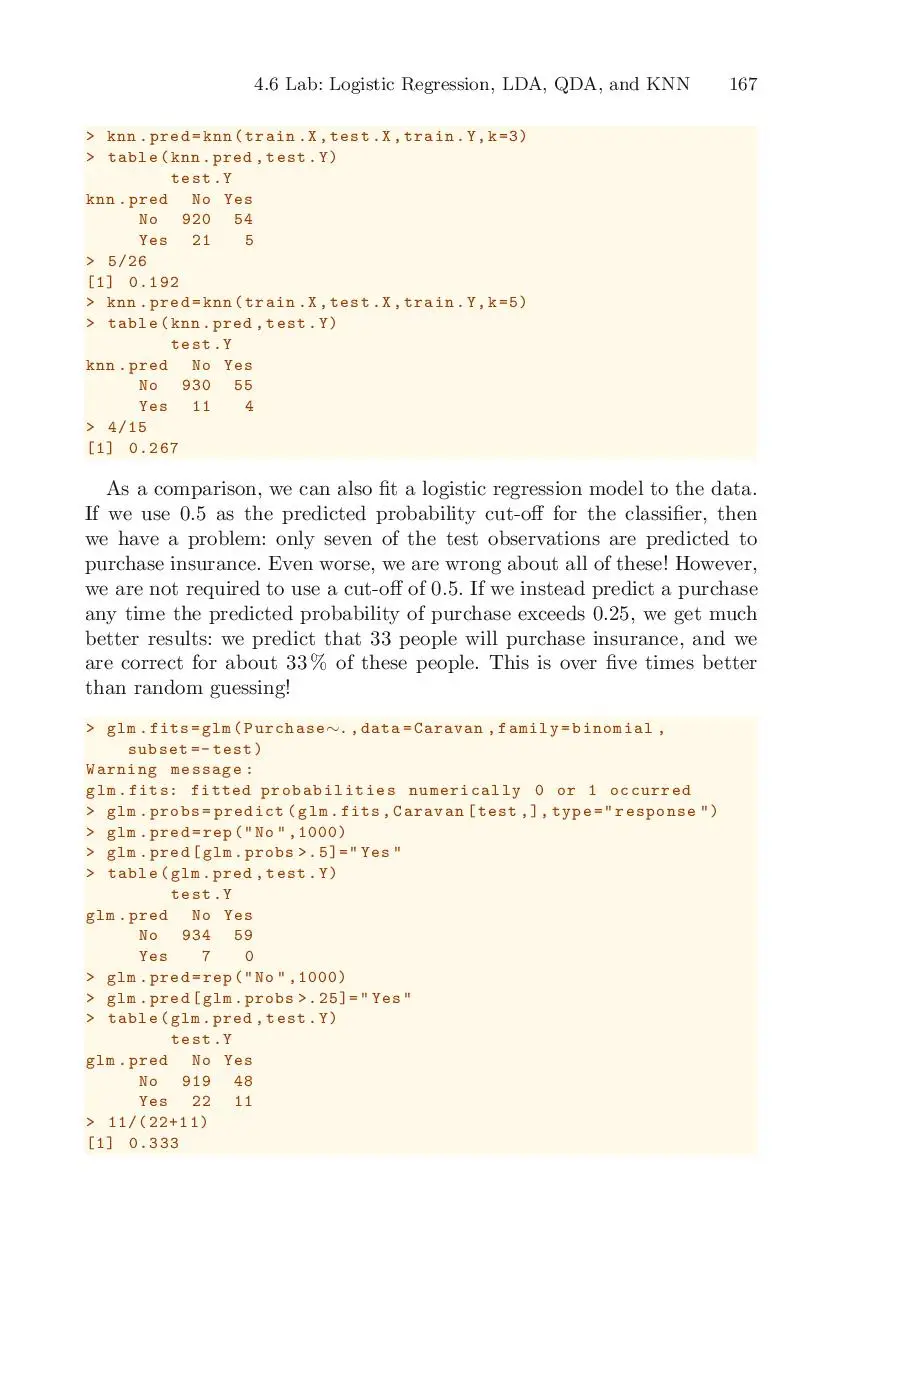 4.6 Lab: Logistic Regression, LDA, QDA, and KNN 167
> knn.pred=knn(train.X,test.X,train.Y,k=3)
> table(knn.pred,test.Y)
test.Y
knn.pred No Yes
No 920 54
Yes 21 5
> 5/26
[1] 0.192
> knn.pred=knn(train.X,test.X,train.Y,k=5)
> table(knn.pred,test.Y)
test.Y
knn.pred No Yes
No 930 55
Yes 11 4
> 4/15
[1] 0.267
As a comparison, we can also fit a logistic regression model to the data.
If we use 0.5 as the predicted probability cut-off for the classifier, then
we have a problem: only seven of the test observations are predicted to
purchase insurance. Even worse, we are wrong about all of these! However,
we are not required to use a cut-off of 0.5. If we instead predict a purchase
any time the predicted probability of purchase exceeds 0.25, we get much
better results: we predict that 33 people will purchase insurance, and we
are correct for about 33 % of these people. This is over five times better
than random guessing!
> glm.fits=glm(Purchase∼.,data=Caravan,family=binomial,
subset=-test)
Warning message:
glm.fits: fitted probabilities numerically 0 or 1 occurred
> glm.probs=predict(glm.fits,Caravan[test,],type="response")
> glm.pred=rep("No",1000)
> glm.pred[glm.probs>.5]="Yes"
> table(glm.pred,test.Y)
test.Y
glm.pred No Yes
No 934 59
Yes 7 0
> glm.pred=rep("No",1000)
> glm.pred[glm.probs>.25]="Yes"
> table(glm.pred,test.Y)
test.Y
glm.pred No Yes
No 919 48
Yes 22 11
> 11/(22+11)
[1] 0.333